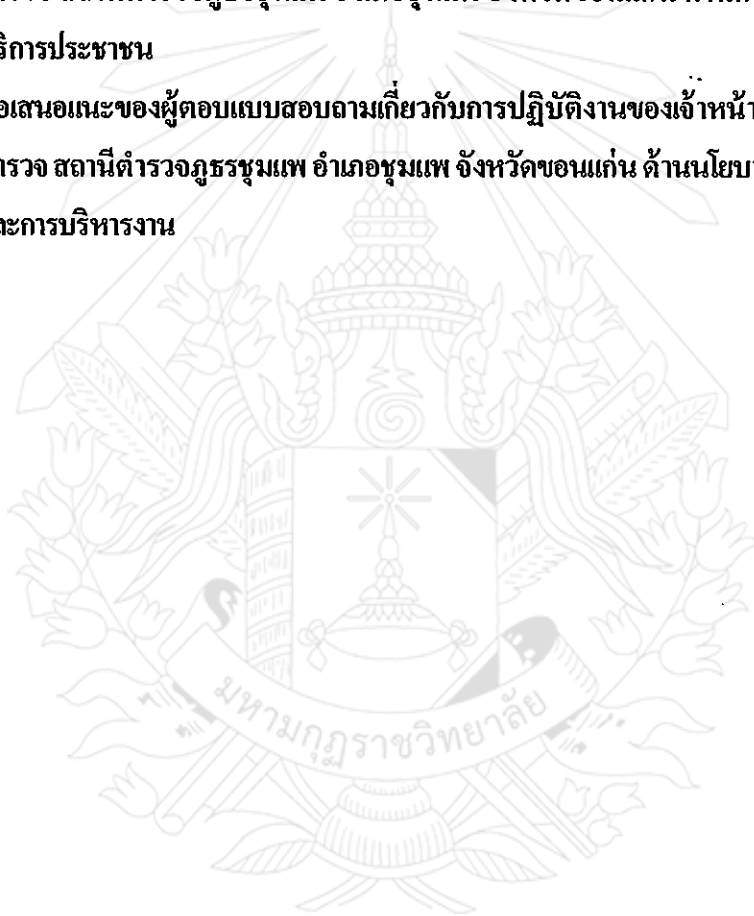 ริการประชาชน
อเสนอแนะของผู้ตอบแบบสอบถามเกี่ยวกับการปฏิบัติงานของเจ้าหน้า
ารวจ สถานีตำรวจภูธรชุมแพ อำเภอชุมแพ จังหวัดขอนแก่น ด้านนโยบา
ละการบริหารงาน
มหามกุฏราชวิทยาลัย